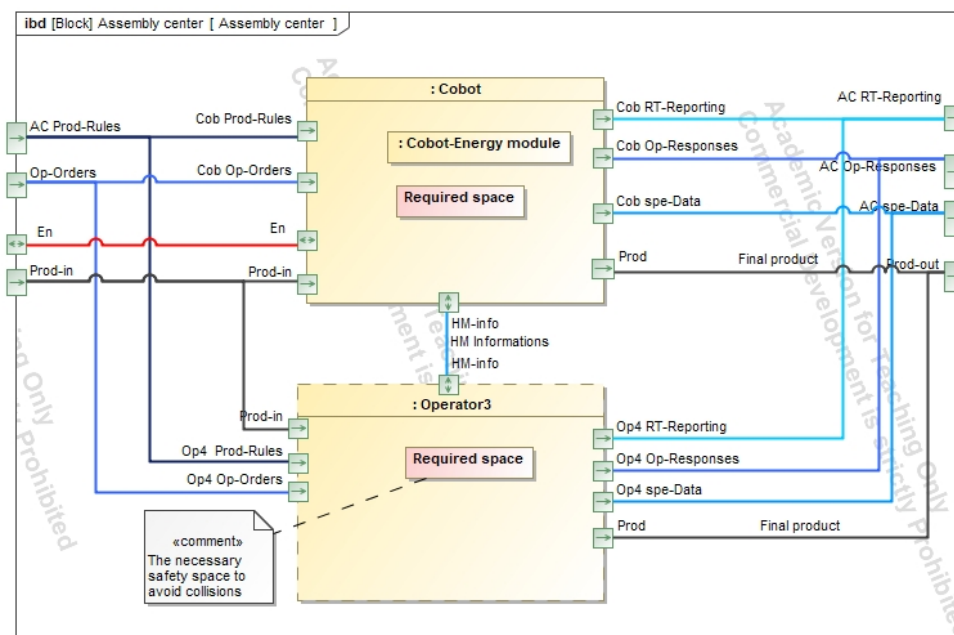 ibd [Block] Assembly center [ Assembly center ]
: Cobot
AC Prod-Rules
Cob Prod-Rules
Cob RT-Reporting
AC RT-Reporting
: Cobot-Energy module
Op-Orders
Cob Op-Orders
Cob Op-Responses
AC Op-Responses
Required space
En
En
Cob spe-Data
AC spe-Data
Prod-in
Prod-in
Prod
Final product
Prod-out
HM-info
HM Informations
HM-info
: Operator3
Prod-in
Op4 Prod-Rules
Op4 Op-Orders
Required space
Op4 RT-Reporting
Op4 Op-Responses
Op4 spe-Data
Prod
Final product
«comment»
The necessary
safety space to
avoid collisions
Academic Version for Teaching Only
Commercial Development is strictly Prohibited